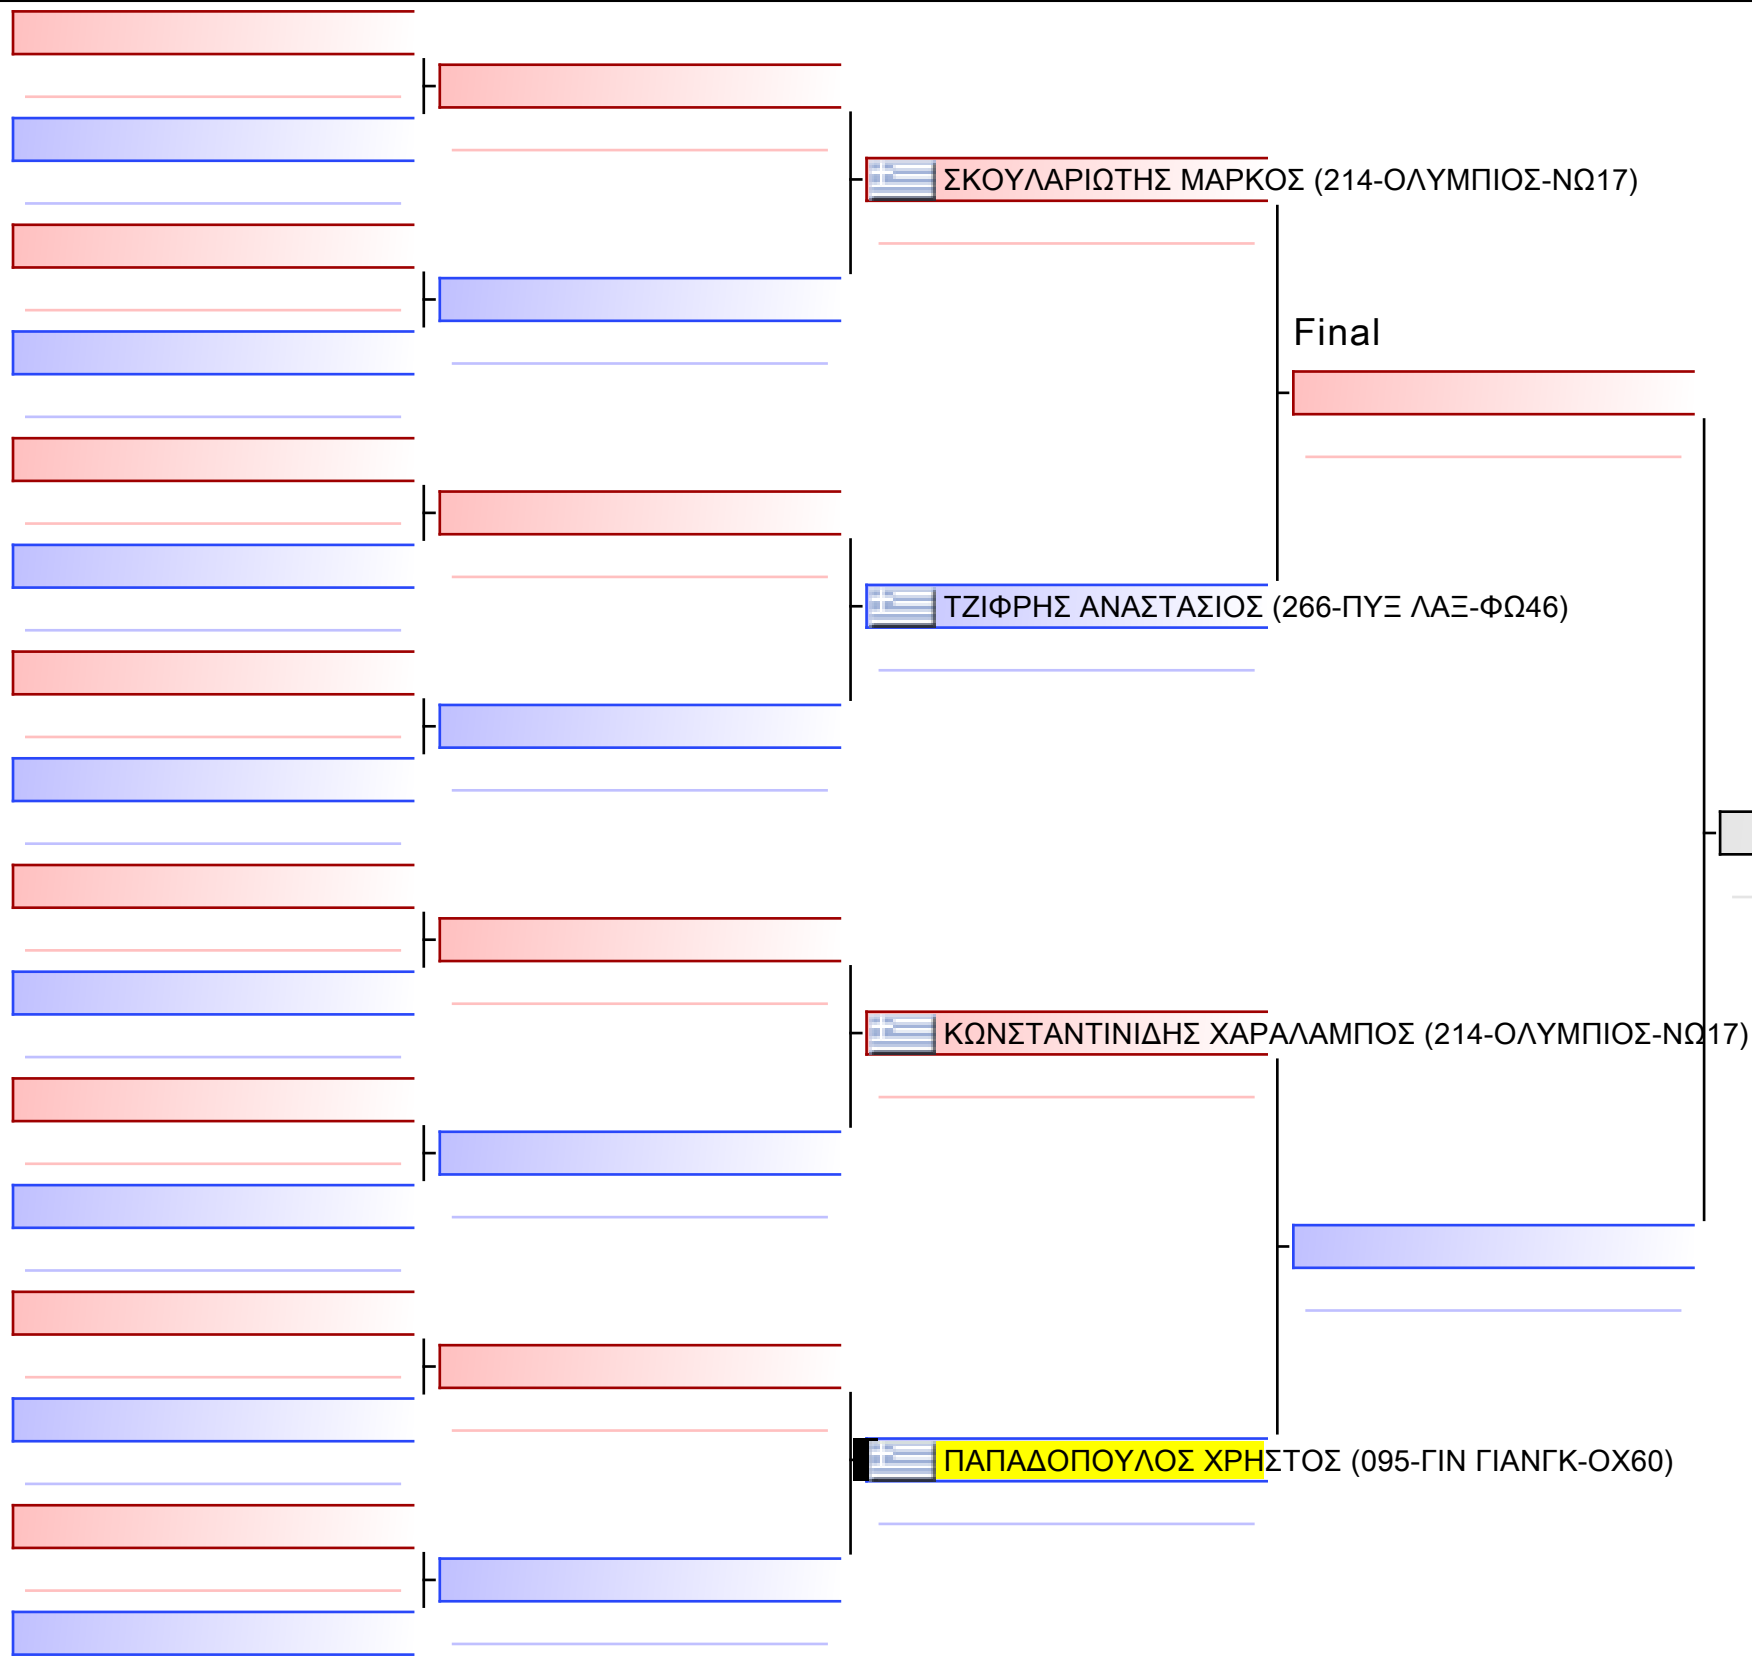 ΣΚΟΥΛΑΡΙΩΤΗΣ ΜΑΡΚΟΣ (214-ΟΛΥΜΠΙΟΣ-ΝΩ17)
Final
ΤΖΙΦΡΗΣ ΑΝΑΣΤΑΣΙΟΣ (266-ΠΥΞ ΛΑΞ-ΦΩ46)
ΚΩΝΣΤΑΝΤΙΝΙΔΗΣ ΧΑΡΑΛΑΜΠΟΣ (214-ΟΛΥΜΠΙΟΣ-ΝΩ17)
ΠΑΠΑΔΟΠΟΥΛΟΣ ΧΡΗΣΤΟΣ (095-ΓΙΝ ΓΙΑΝΓΚ-ΟΧ60)